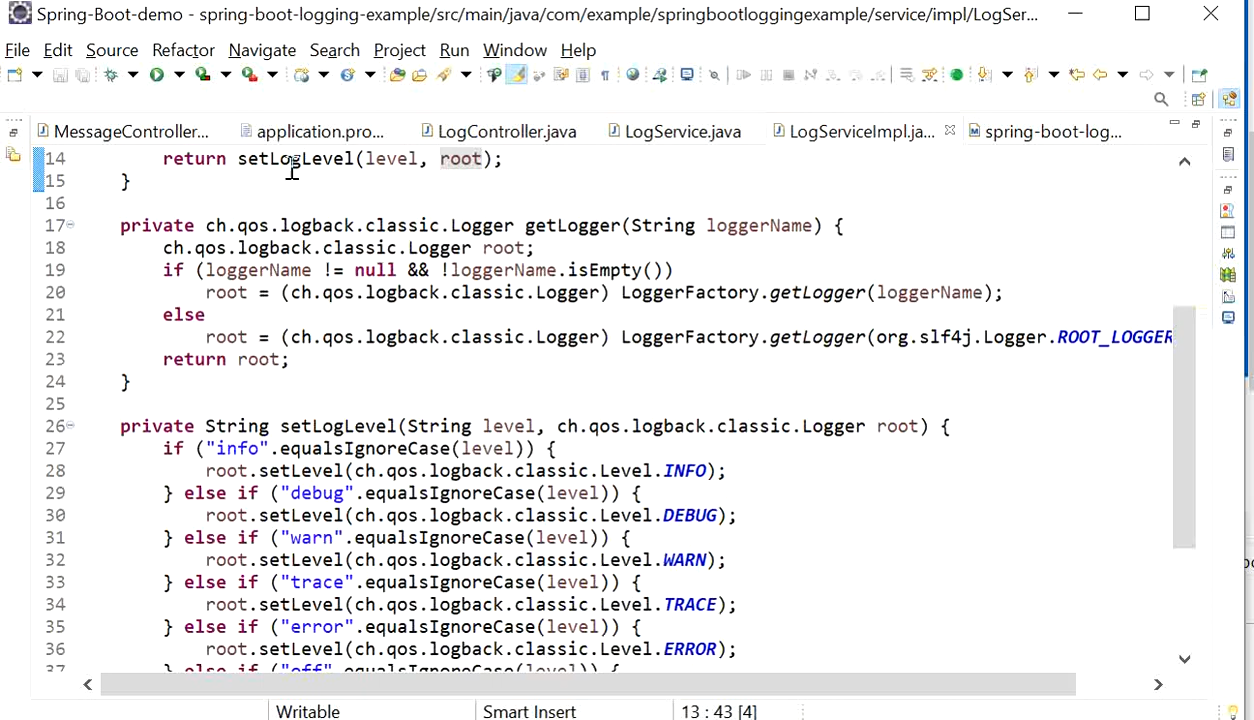 Spring-Boot-demo - spring-boot-logging-example/src/main/java/com/example/springbootloggingexample/service/impl/LogSer...
File Edit Source Refactor Navigate Search Project Run Window Help
MessageController... application.pro... LogController.java LogService.java LogServiceImpl.ja... spring-boot-log...
14 return setLogLevel(level, root);
15 }
16
17 private ch.qos.logback.classic.Logger getLogger(String loggerName) {
18 ch.qos.logback.classic.Logger root;
19 if (loggerName != null && !loggerName.isEmpty())
20 root = (ch.qos.logback.classic.Logger) LoggerFactory.getLogger(loggerName);
21 else
22 root = (ch.qos.logback.classic.Logger) LoggerFactory.getLogger(org.slf4j.Logger.ROOT_LOGGER
23 return root;
24 }
25
26 private String setLogLevel(String level, ch.qos.logback.classic.Logger root) {
27 if ("info".equalsIgnoreCase(level)) {
28 root.setLevel(ch.qos.logback.classic.Level.INFO);
29 } else if ("debug".equalsIgnoreCase(level)) {
30 root.setLevel(ch.qos.logback.classic.Level.DEBUG);
31 } else if ("warn".equalsIgnoreCase(level)) {
32 root.setLevel(ch.qos.logback.classic.Level.WARN);
33 } else if ("trace".equalsIgnoreCase(level)) {
34 root.setLevel(ch.qos.logback.classic.Level.TRACE);
35 } else if ("error".equalsIgnoreCase(level)) {
36 root.setLevel(ch.qos.logback.classic.Level.ERROR);
37 } else if ("off".equalsIgnoreCase(level)) {
Writable Smart Insert 13 : 43 [4]